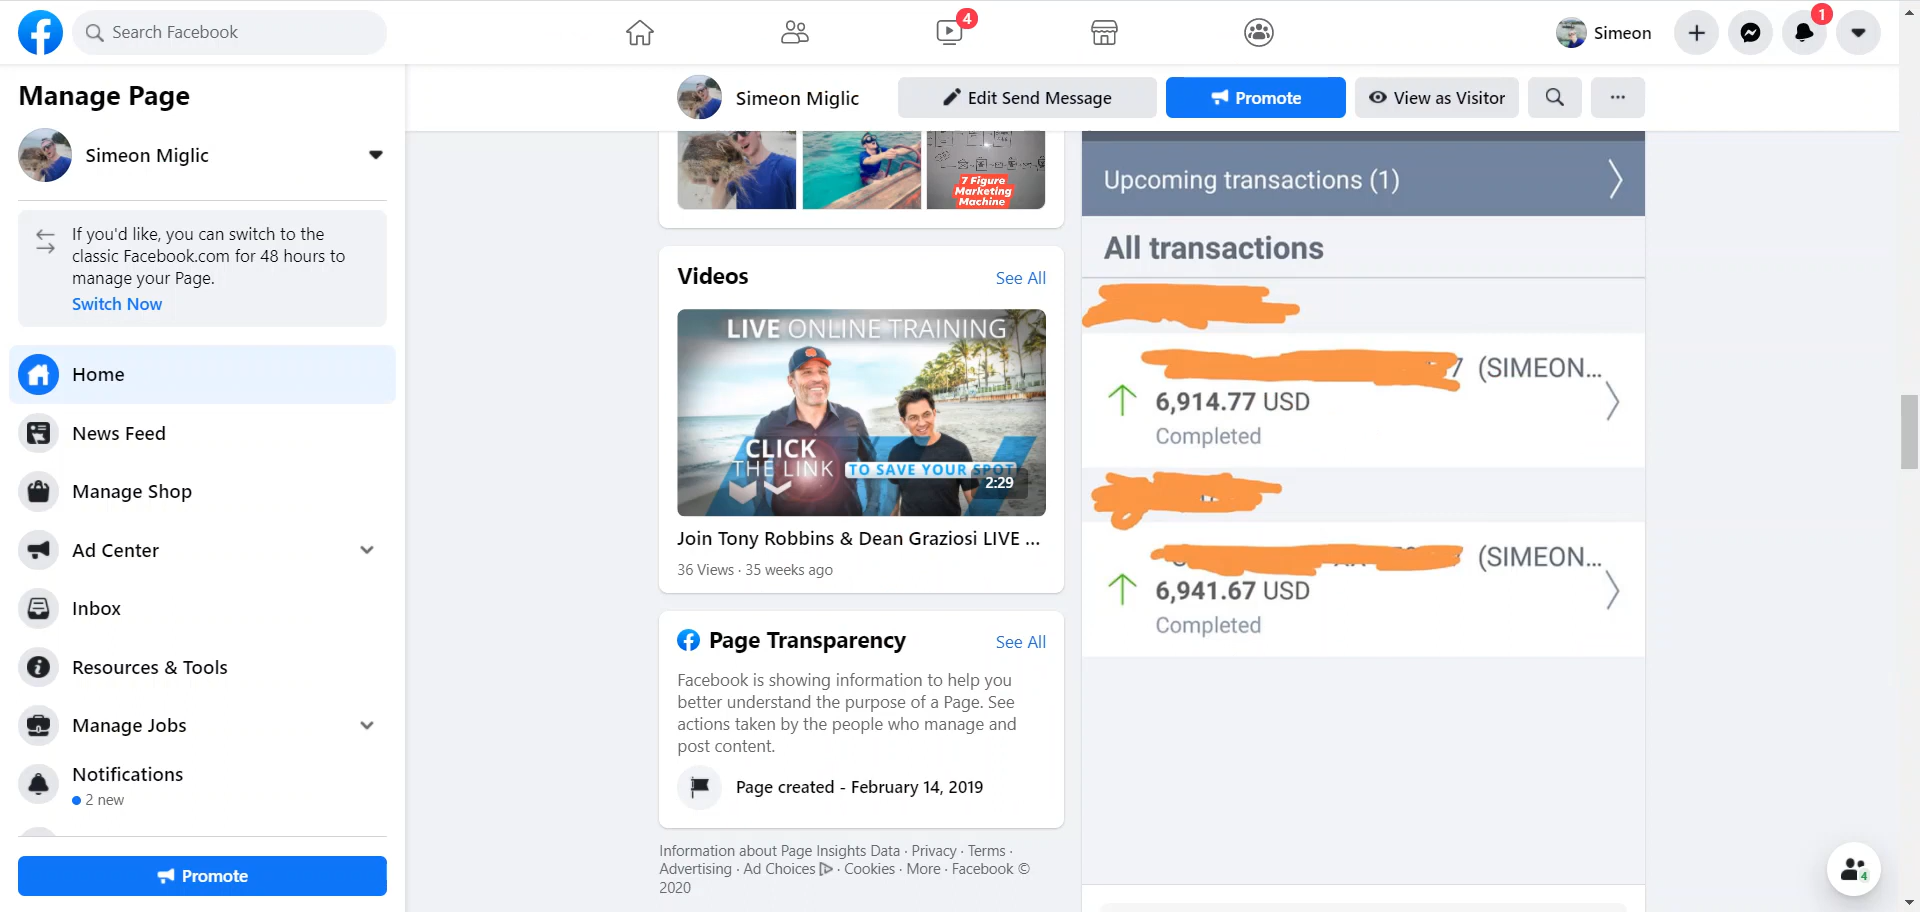 Search Facebook
4
Simeon
1
Manage Page
Simeon Miglic
Edit Send Message
Promote
View as Visitor
Simeon Miglic
If you'd like, you can switch to the
classic Facebook.com for 48 hours to
manage your Page.
Switch Now
Home
News Feed
Manage Shop
Ad Center
Inbox
Resources & Tools
Manage Jobs
Notifications
2 new
Promote
7 Figure
Marketing
Machine
Videos
See All
LIVE ONLINE TRAINING
CLICK
THE LINK
TO SAVE YOUR SPOT
2:29
Join Tony Robbins & Dean Graziosi LIVE ...
36 Views · 35 weeks ago
Page Transparency
See All
Facebook is showing information to help you
better understand the purpose of a Page. See
actions taken by the people who manage and
post content.
Page created - February 14, 2019
Information about Page Insights Data · Privacy · Terms ·
Advertising · Ad Choices · Cookies · More · Facebook ©
2020
Upcoming transactions (1)
All transactions
(SIMEON...
6,914.77 USD
Completed
(SIMEON...
6,941.67 USD
Completed
4